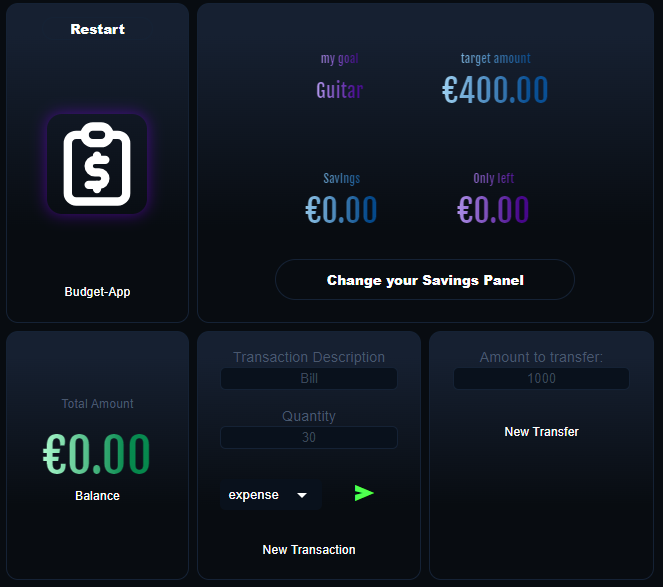 Restart
Budget-App
my goal
Guitar
target amount
€400.00
Savings
€0.00
Only left
€0.00
Change your Savings Panel
Total Amount
€0.00
Balance
Transaction Description
Bill
Quantity
30
expense
New Transaction
Amount to transfer:
1000
New Transfer